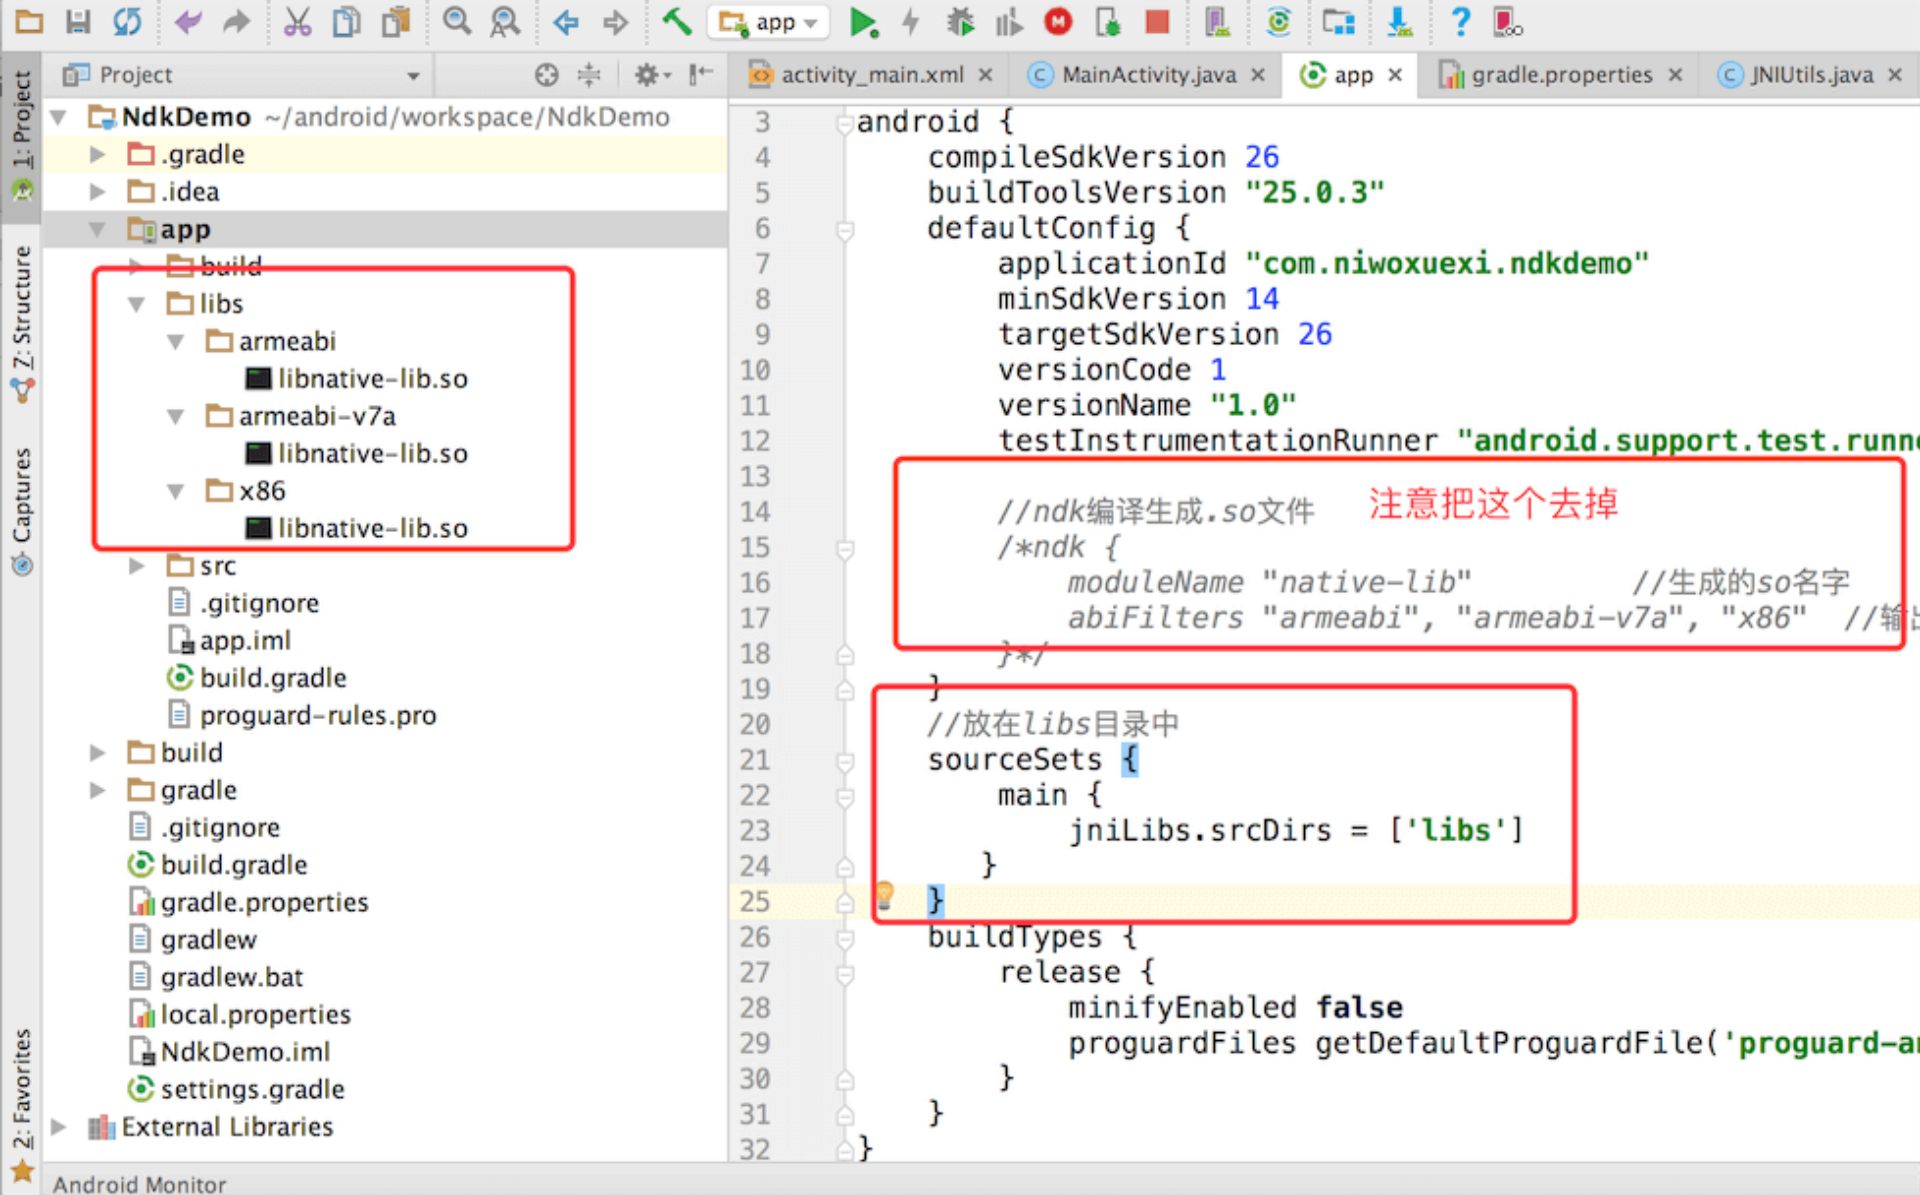 app
Project
activity_main.xml
MainActivity.java
app
gradle.properties
JNIUtils.java
1: Project
Z: Structure
Captures
2: Favorites
NdkDemo ~/android/workspace/NdkDemo
.gradle
.idea
app
build
libs
armeabi
libnative-lib.so
armeabi-v7a
libnative-lib.so
x86
libnative-lib.so
src
.gitignore
app.iml
build.gradle
proguard-rules.pro
build
gradle
.gitignore
build.gradle
gradle.properties
gradlew
gradlew.bat
local.properties
NdkDemo.iml
settings.gradle
External Libraries
3 android {
4 compileSdkVersion 26
5 buildToolsVersion "25.0.3"
6 defaultConfig {
7 applicationId "com.niwoxuexi.ndkdemo"
8 minSdkVersion 14
9 targetSdkVersion 26
10 versionCode 1
11 versionName "1.0"
12 testInstrumentationRunner "android.support.test.runne
13
14 //ndk编译生成.so文件 注意把这个去掉
15 /*ndk {
16 moduleName "native-lib" //生成的so名字
17 abiFilters "armeabi", "armeabi-v7a", "x86" //输出
18 }*/
19 }
20 //放在libs目录中
21 sourceSets {
22 main {
23 jniLibs.srcDirs = ['libs']
24 }
25 }
26 buildTypes {
27 release {
28 minifyEnabled false
29 proguardFiles getDefaultProguardFile('proguard-an
30 }
31 }
32 }
Android Monitor